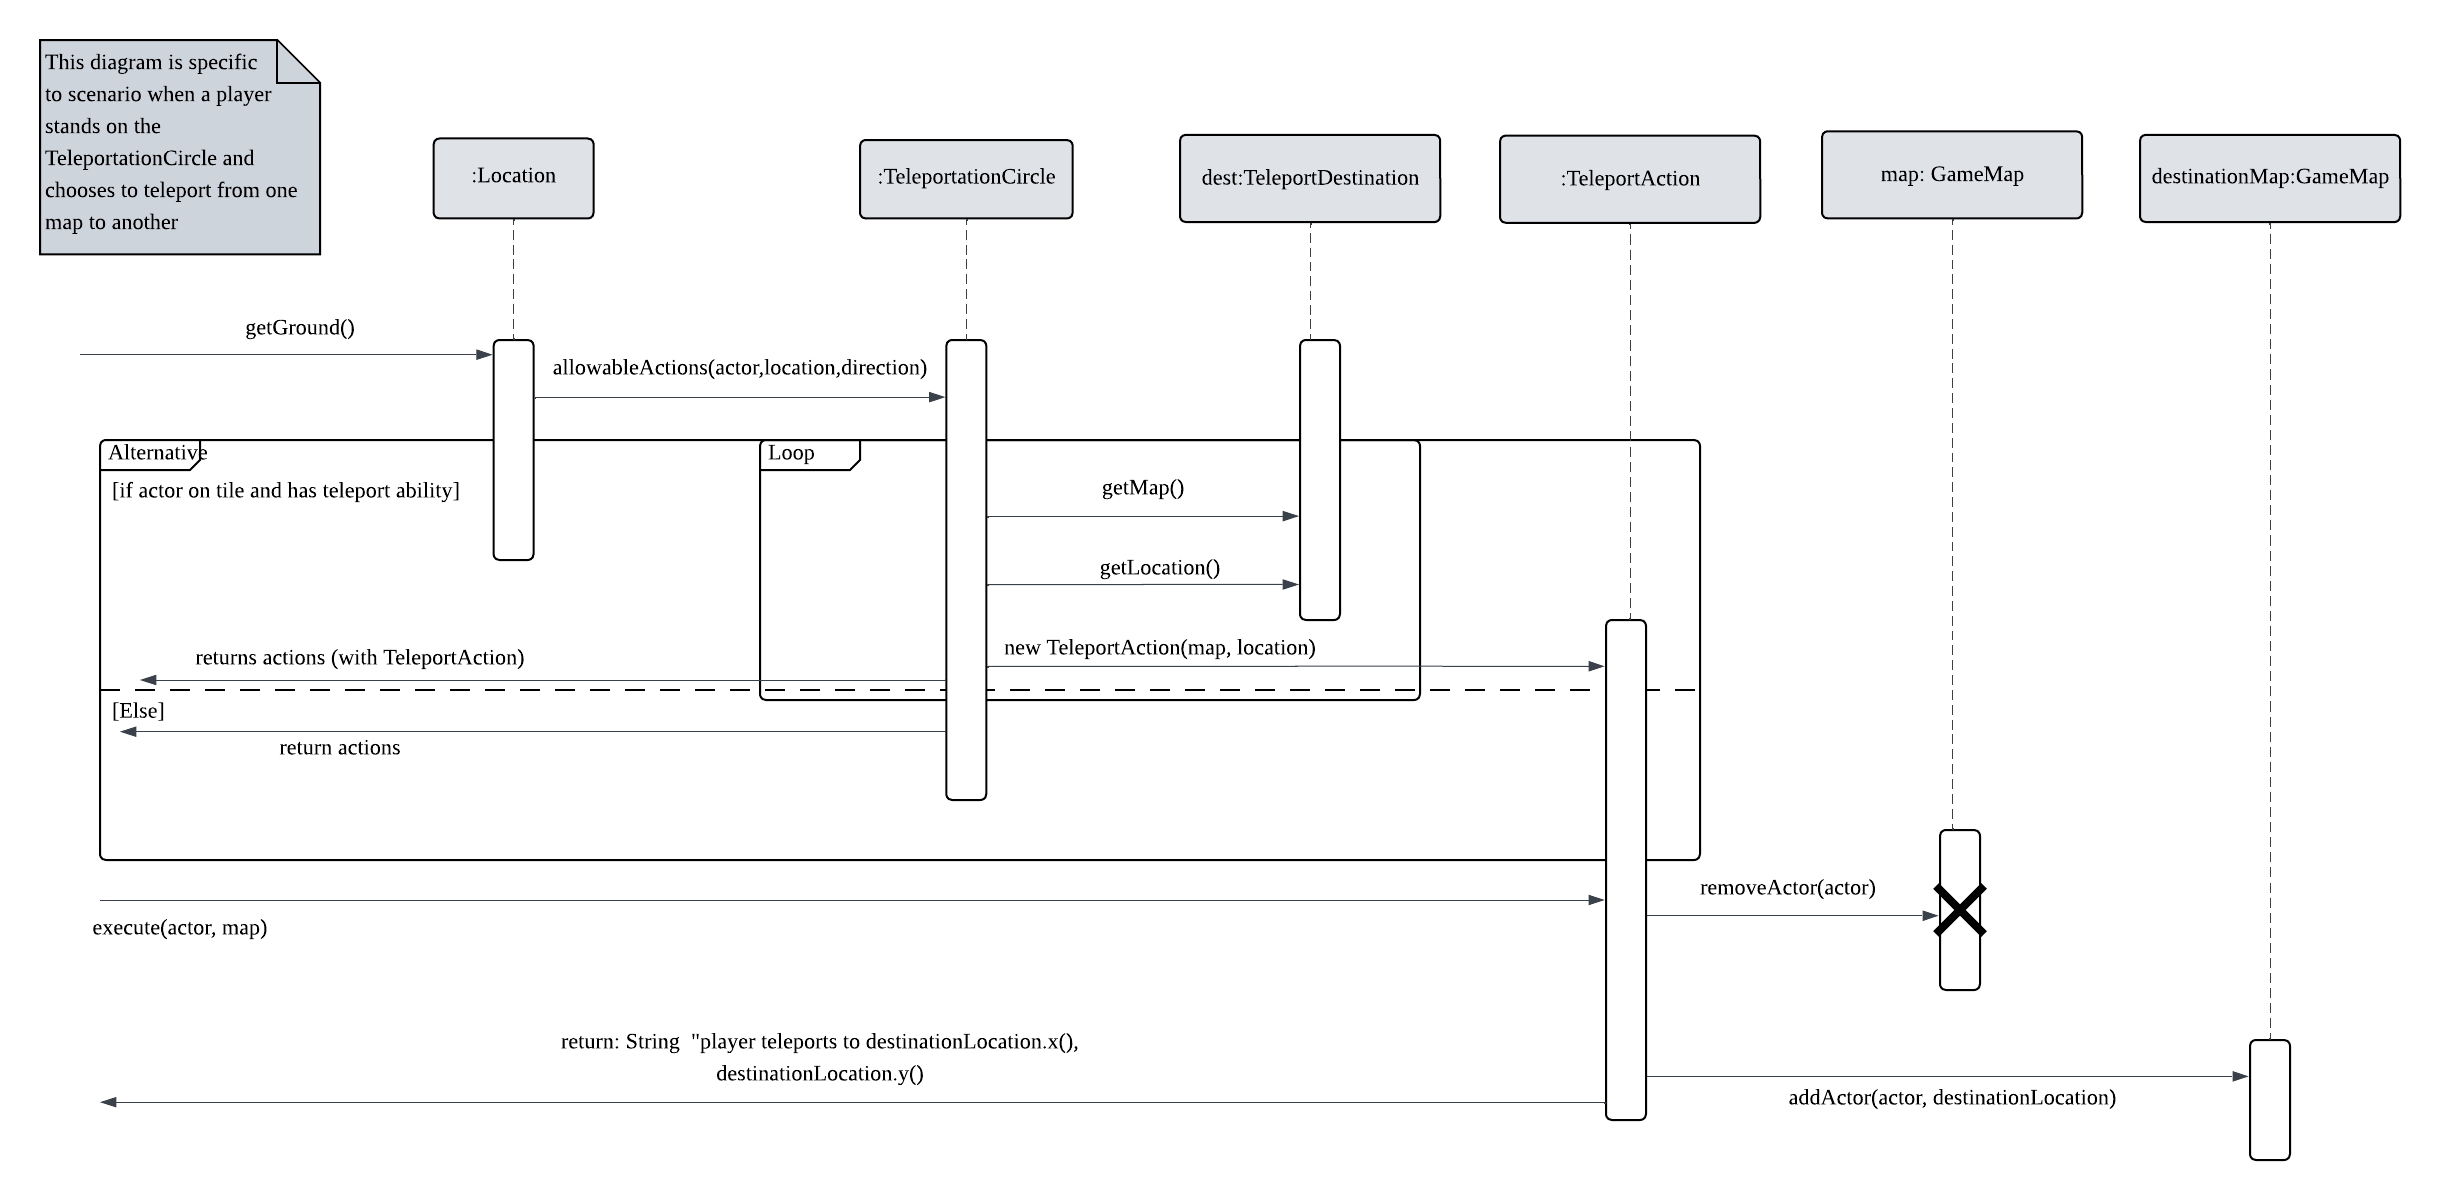 This diagram is specific
to scenario when a player
stands on the
TeleportationCircle and
chooses to teleport from one
map to another
:Location
:TeleportationCircle
dest:TeleportDestination
:TeleportAction
map: GameMap
destinationMap:GameMap
getGround()
allowableActions(actor,location,direction)
Alternative
Loop
[if actor on tile and has teleport ability]
getMap()
getLocation()
returns actions (with TeleportAction)
new TeleportAction(map, location)
[Else]
return actions
removeActor(actor)
execute(actor, map)
return: String  "player teleports to destinationLocation.x(),
destinationLocation.y()
addActor(actor, destinationLocation)